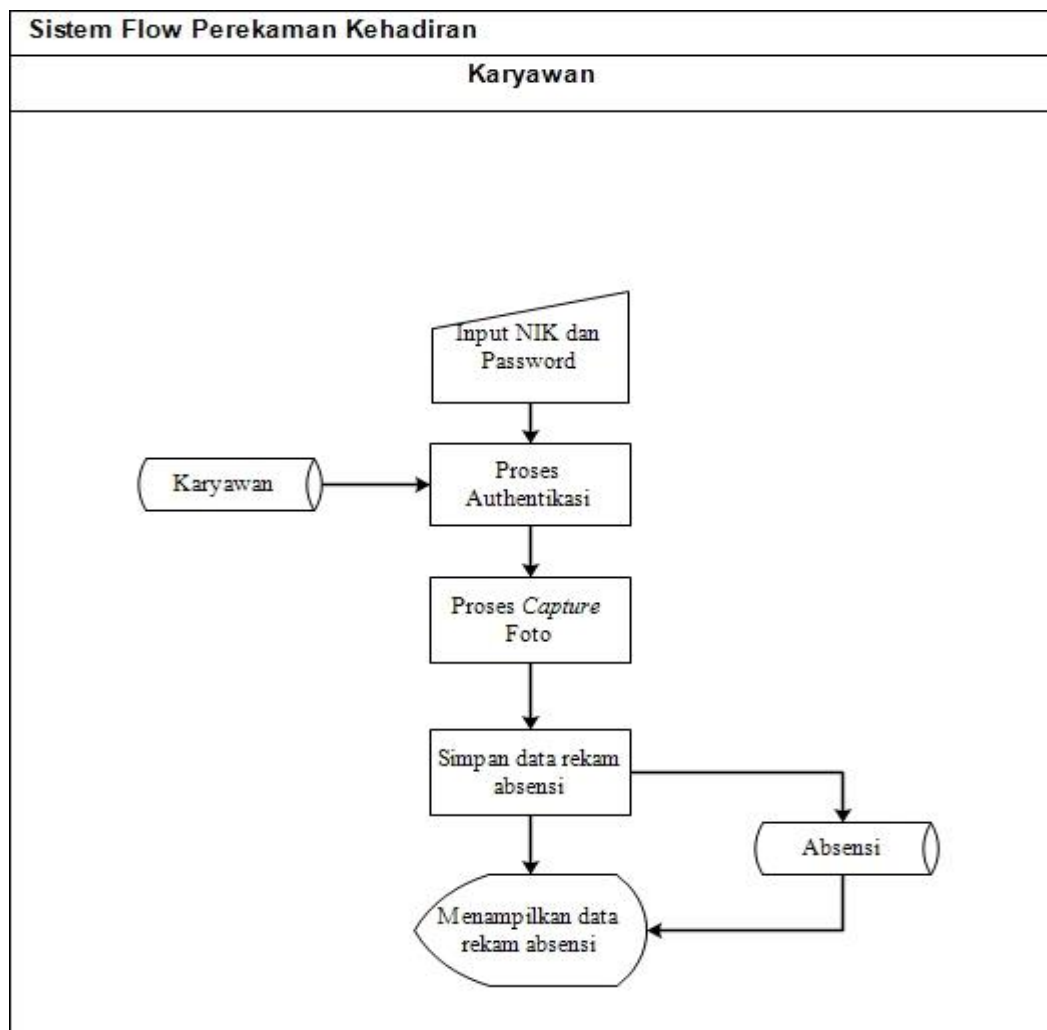 Sistem Flow Perekaman Kehadiran
Karyawan
Input NIK dan
Password
Karyawan
Proses
Authentikasi
Proses Capture
Foto
Simpan data rekam
absensi
Absensi
Menampilkan data
rekam absensi